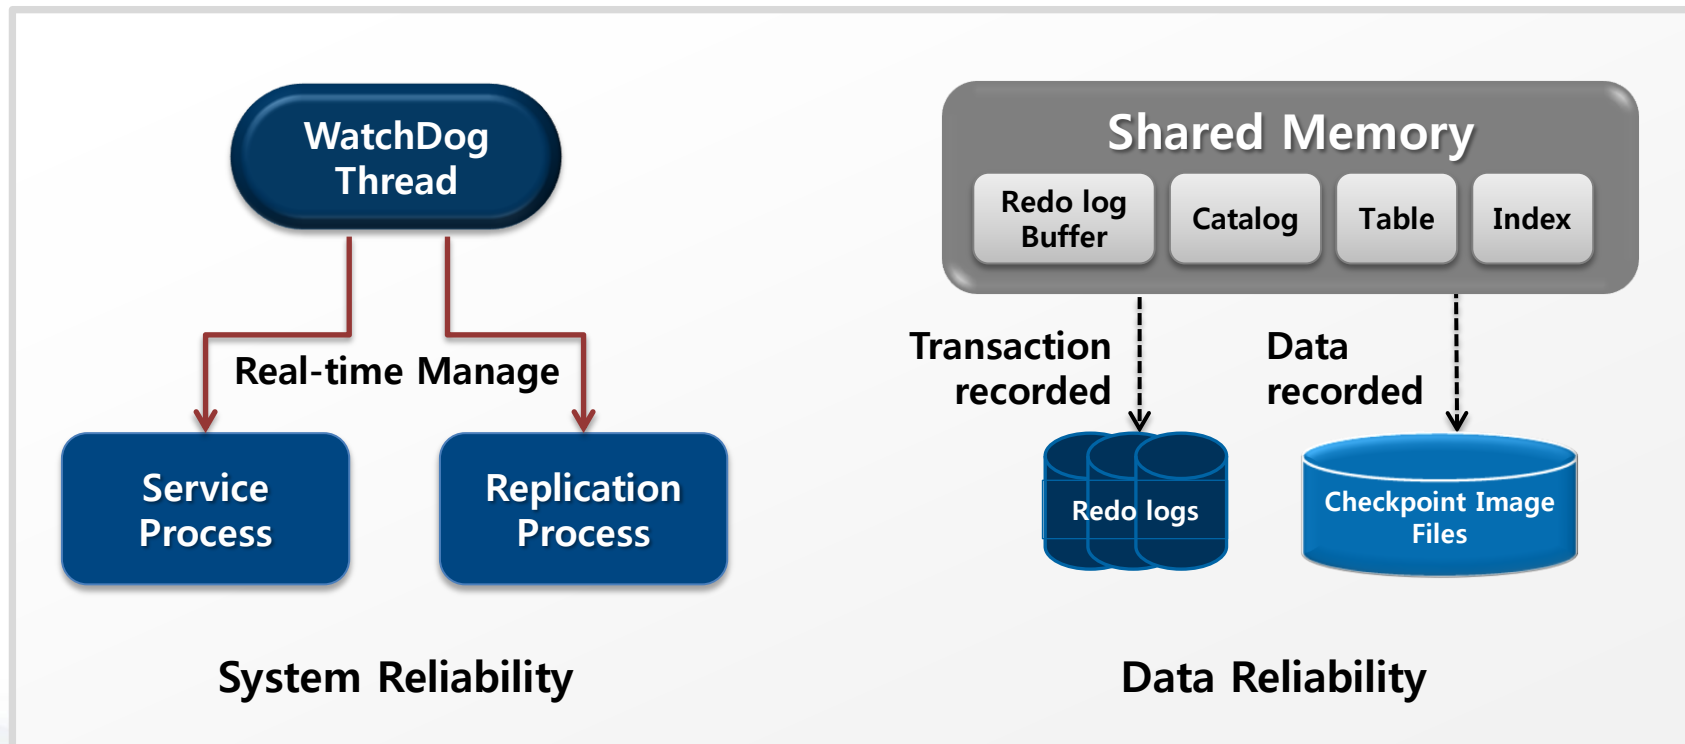 WatchDog
Thread
Real-time Manage
Service
Process
Replication
Process
System Reliability
Shared Memory
Redo log
Buffer
Catalog
Table
Index
Transaction
recorded
Data
recorded
Redo logs
Checkpoint Image
Files
Data Reliability